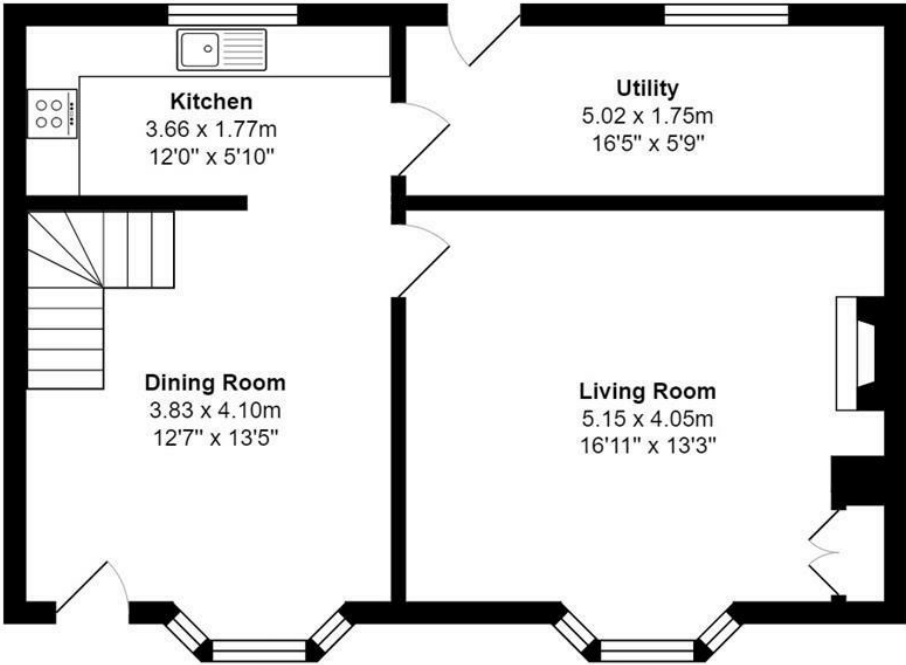 Kitchen
3.66 x 1.77m
12'0" x 5'10"
Utility
5.02 x 1.75m
16'5" x 5'9"
Dining Room
3.83 x 4.10m
12'7" x 13'5"
Living Room
5.15 x 4.05m
16'11" x 13'3"